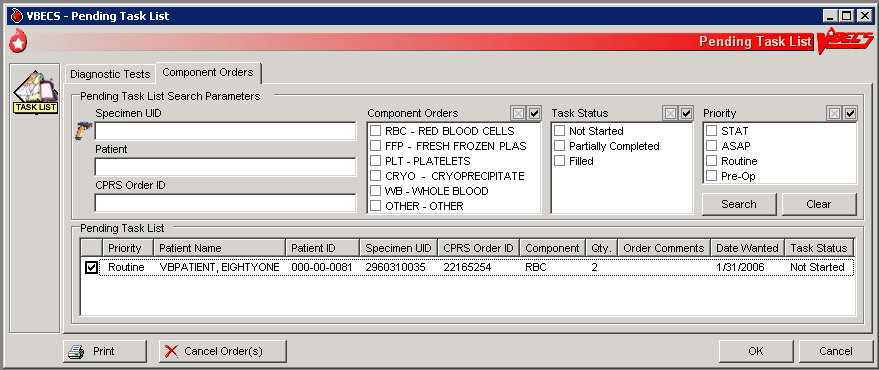 VBECS - Pending Task List
Pending Task List VBECS
TASK LIST
Diagnostic Tests Component Orders
Pending Task List Search Parameters
Specimen UID
Patient
CPRS Order ID
Component Orders
RBC - RED BLOOD CELLS
FFP - FRESH FROZEN PLAS
PLT - PLATELETS
CRYO - CRYOPRECIPITATE
WB - WHOLE BLOOD
OTHER - OTHER
Task Status
Not Started
Partially Completed
Filled
Priority
STAT
ASAP
Routine
Pre-Op
Search Clear
Pending Task List
Priority Patient Name Patient ID Specimen UID CPRS Order ID Component Qty. Order Comments Date Wanted Task Status
Routine VBPATIENT, EIGHTYONE 000-00-0081 2960310035 22165254 RBC 2 1/31/2006 Not Started
Print Cancel Order(s) OK Cancel